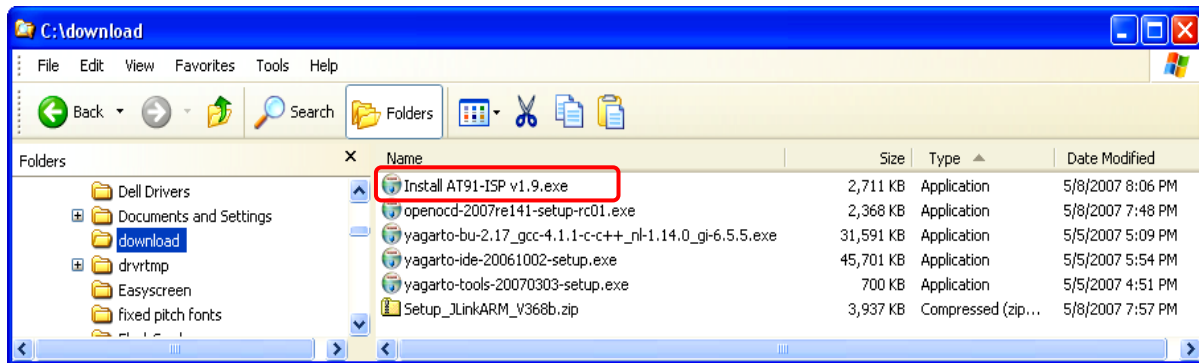 C:\download
File Edit View Favorites Tools Help
Back Search Folders
Folders
Name Size Type Date Modified
Dell Drivers
Documents and Settings
download
drvrtmp
Easyscreen
fixed pitch fonts
Install AT91-ISP v1.9.exe 2,711 KB Application 5/8/2007 8:06 PM
openocd-2007re141-setup-rc01.exe 2,368 KB Application 5/8/2007 7:48 PM
yagarto-bu-2.17_gcc-4.1.1-c-c++_nl-1.14.0_gi-6.5.5.exe 31,591 KB Application 5/5/2007 5:09 PM
yagarto-ide-20061002-setup.exe 45,701 KB Application 5/5/2007 5:54 PM
yagarto-tools-20070303-setup.exe 700 KB Application 5/5/2007 4:51 PM
Setup_JLinkARM_V368b.zip 3,937 KB Compressed (zip... 5/8/2007 7:57 PM